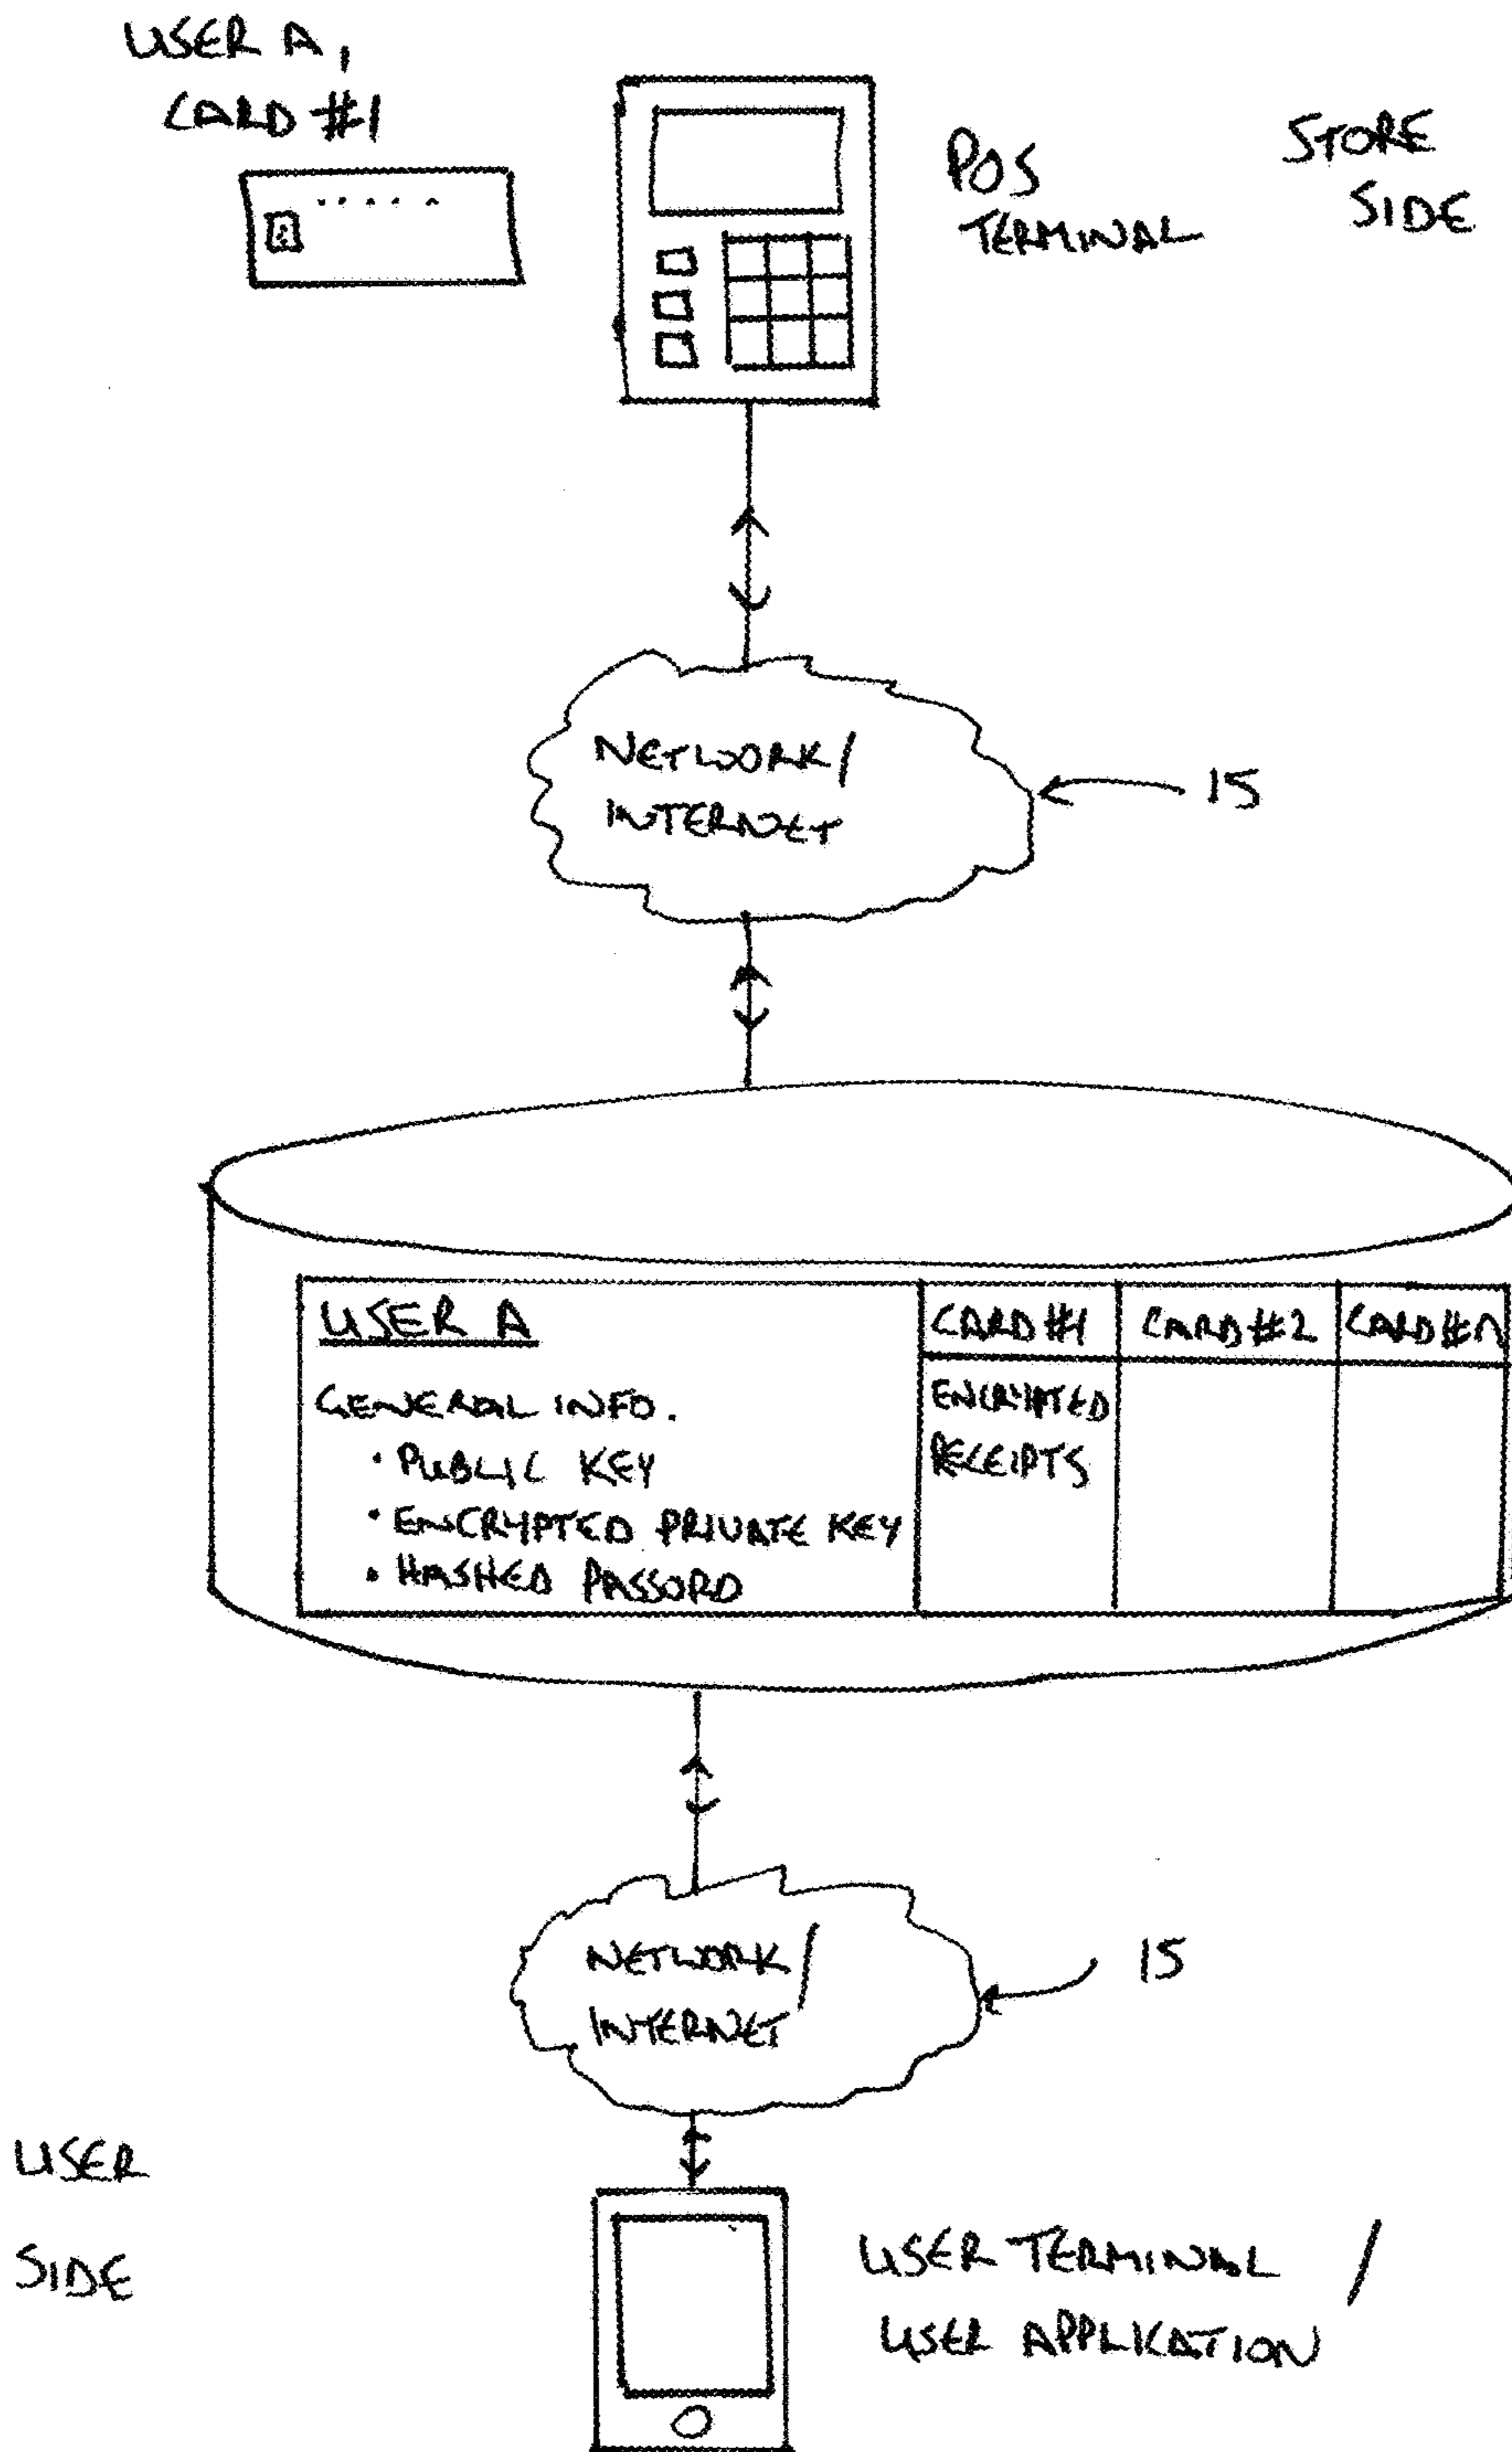 USER A,
CARD #1
POS
TERMINAL
STORE
SIDE
NETWORK/
INTERNET
15
USER A
GENERAL INFO.
• PUBLIC KEY
• ENCRYPTED PRIVATE KEY
• HASHED PASSORD
CARD #1
ENCRYPTED
RECEIPTS
CARD #2
CARD #n
NETWORK/
INTERNET
15
USER
SIDE
USER TERMINAL /
USER APPLICATION